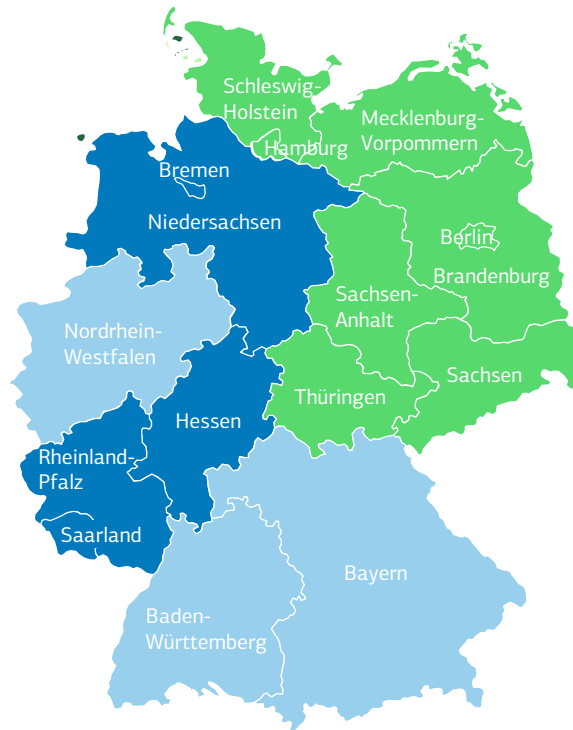 Schleswig-
Holstein
Mecklenburg-
Vorpommern
Hamburg
Bremen
Niedersachsen
Berlin
Brandenburg
Sachsen-
Anhalt
Nordrhein-
Westfalen
Sachsen
Thüringen
Hessen
Rheinland-
Pfalz
Saarland
Bayern
Baden-
Württemberg